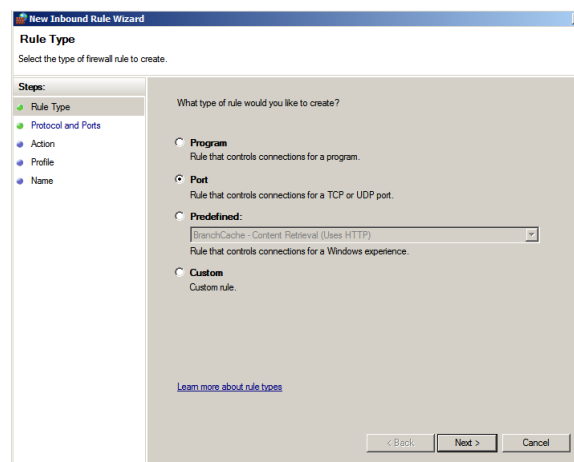 New Inbound Rule Wizard
Rule Type
Select the type of firewall rule to create.
Steps:
Rule Type
Protocol and Ports
Action
Profile
Name
What type of rule would you like to create?
Program
Rule that controls connections for a program.
Port
Rule that controls connections for a TCP or UDP port.
Predefined:
BranchCache - Content Retrieval (Uses HTTP)
Rule that controls connections for a Windows experience.
Custom
Custom rule.
Learn more about rule types
< Back
Next >
Cancel